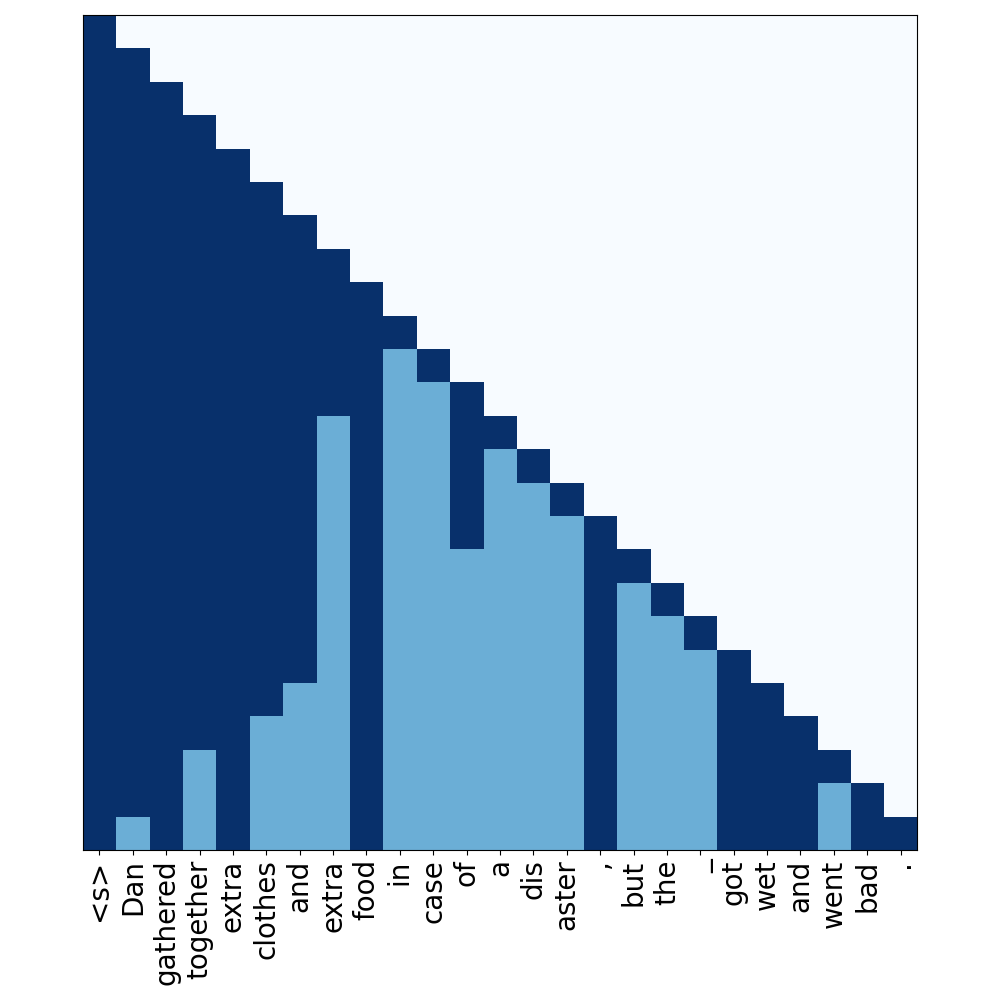 <s>
Dan
gathered
together
extra
clothes
and
extra
food
in
case
of
a
dis
aster
,
but
the
_
got
wet
and
went
bad
.